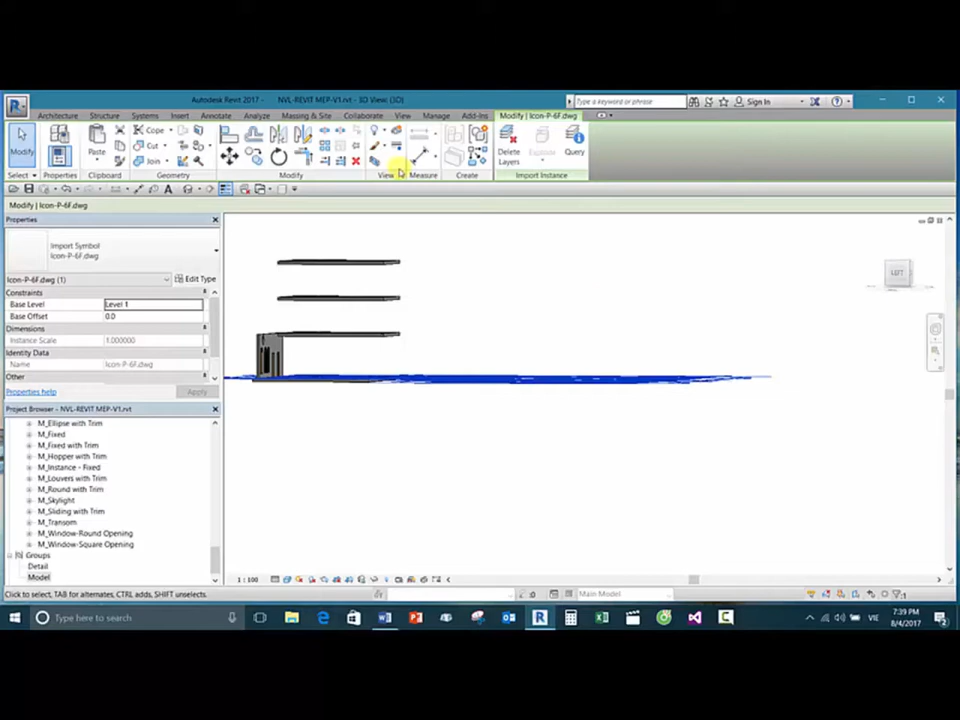 Autodesk Revit 2017 - NVL-REVIT MEP-V1.rvt - 3D View: {3D}
Type a keyword or phrase
Sign In
Architecture Structure Systems Insert Annotate Analyze Massing & Site Collaborate View Manage Add-Ins Modify | Icon-P-6F.dwg
Modify
Paste
Cope
Cut
Join
Delete Layers
Explode
Query
Select Properties Clipboard Geometry Modify View Measure Create Import Instance
Modify | Icon-P-6F.dwg
Properties
Import Symbol
Icon-P-6F.dwg
Icon-P-6F.dwg (1)
Edit Type
Constraints
Base Level Level 1
Base Offset 0.0
Dimensions
Instance Scale 1.000000
Identity Data
Name Icon-P-6F.dwg
Other
Properties help
Apply
LEFT
Project Browser - NVL-REVIT MEP-V1.rvt
M_Ellipse with Trim
M_Fixed
M_Fixed with Trim
M_Hopper with Trim
M_Instance - Fixed
M_Louvers with Trim
M_Round with Trim
M_Skylight
M_Sliding with Trim
M_Transom
M_Window-Round Opening
M_Window-Square Opening
Groups
Detail
Model
1 : 100
Click to select, TAB for alternates, CTRL adds, SHIFT unselects.
:0
Main Model
:1
Type here to search
VIE
7:39 PM
8/4/2017